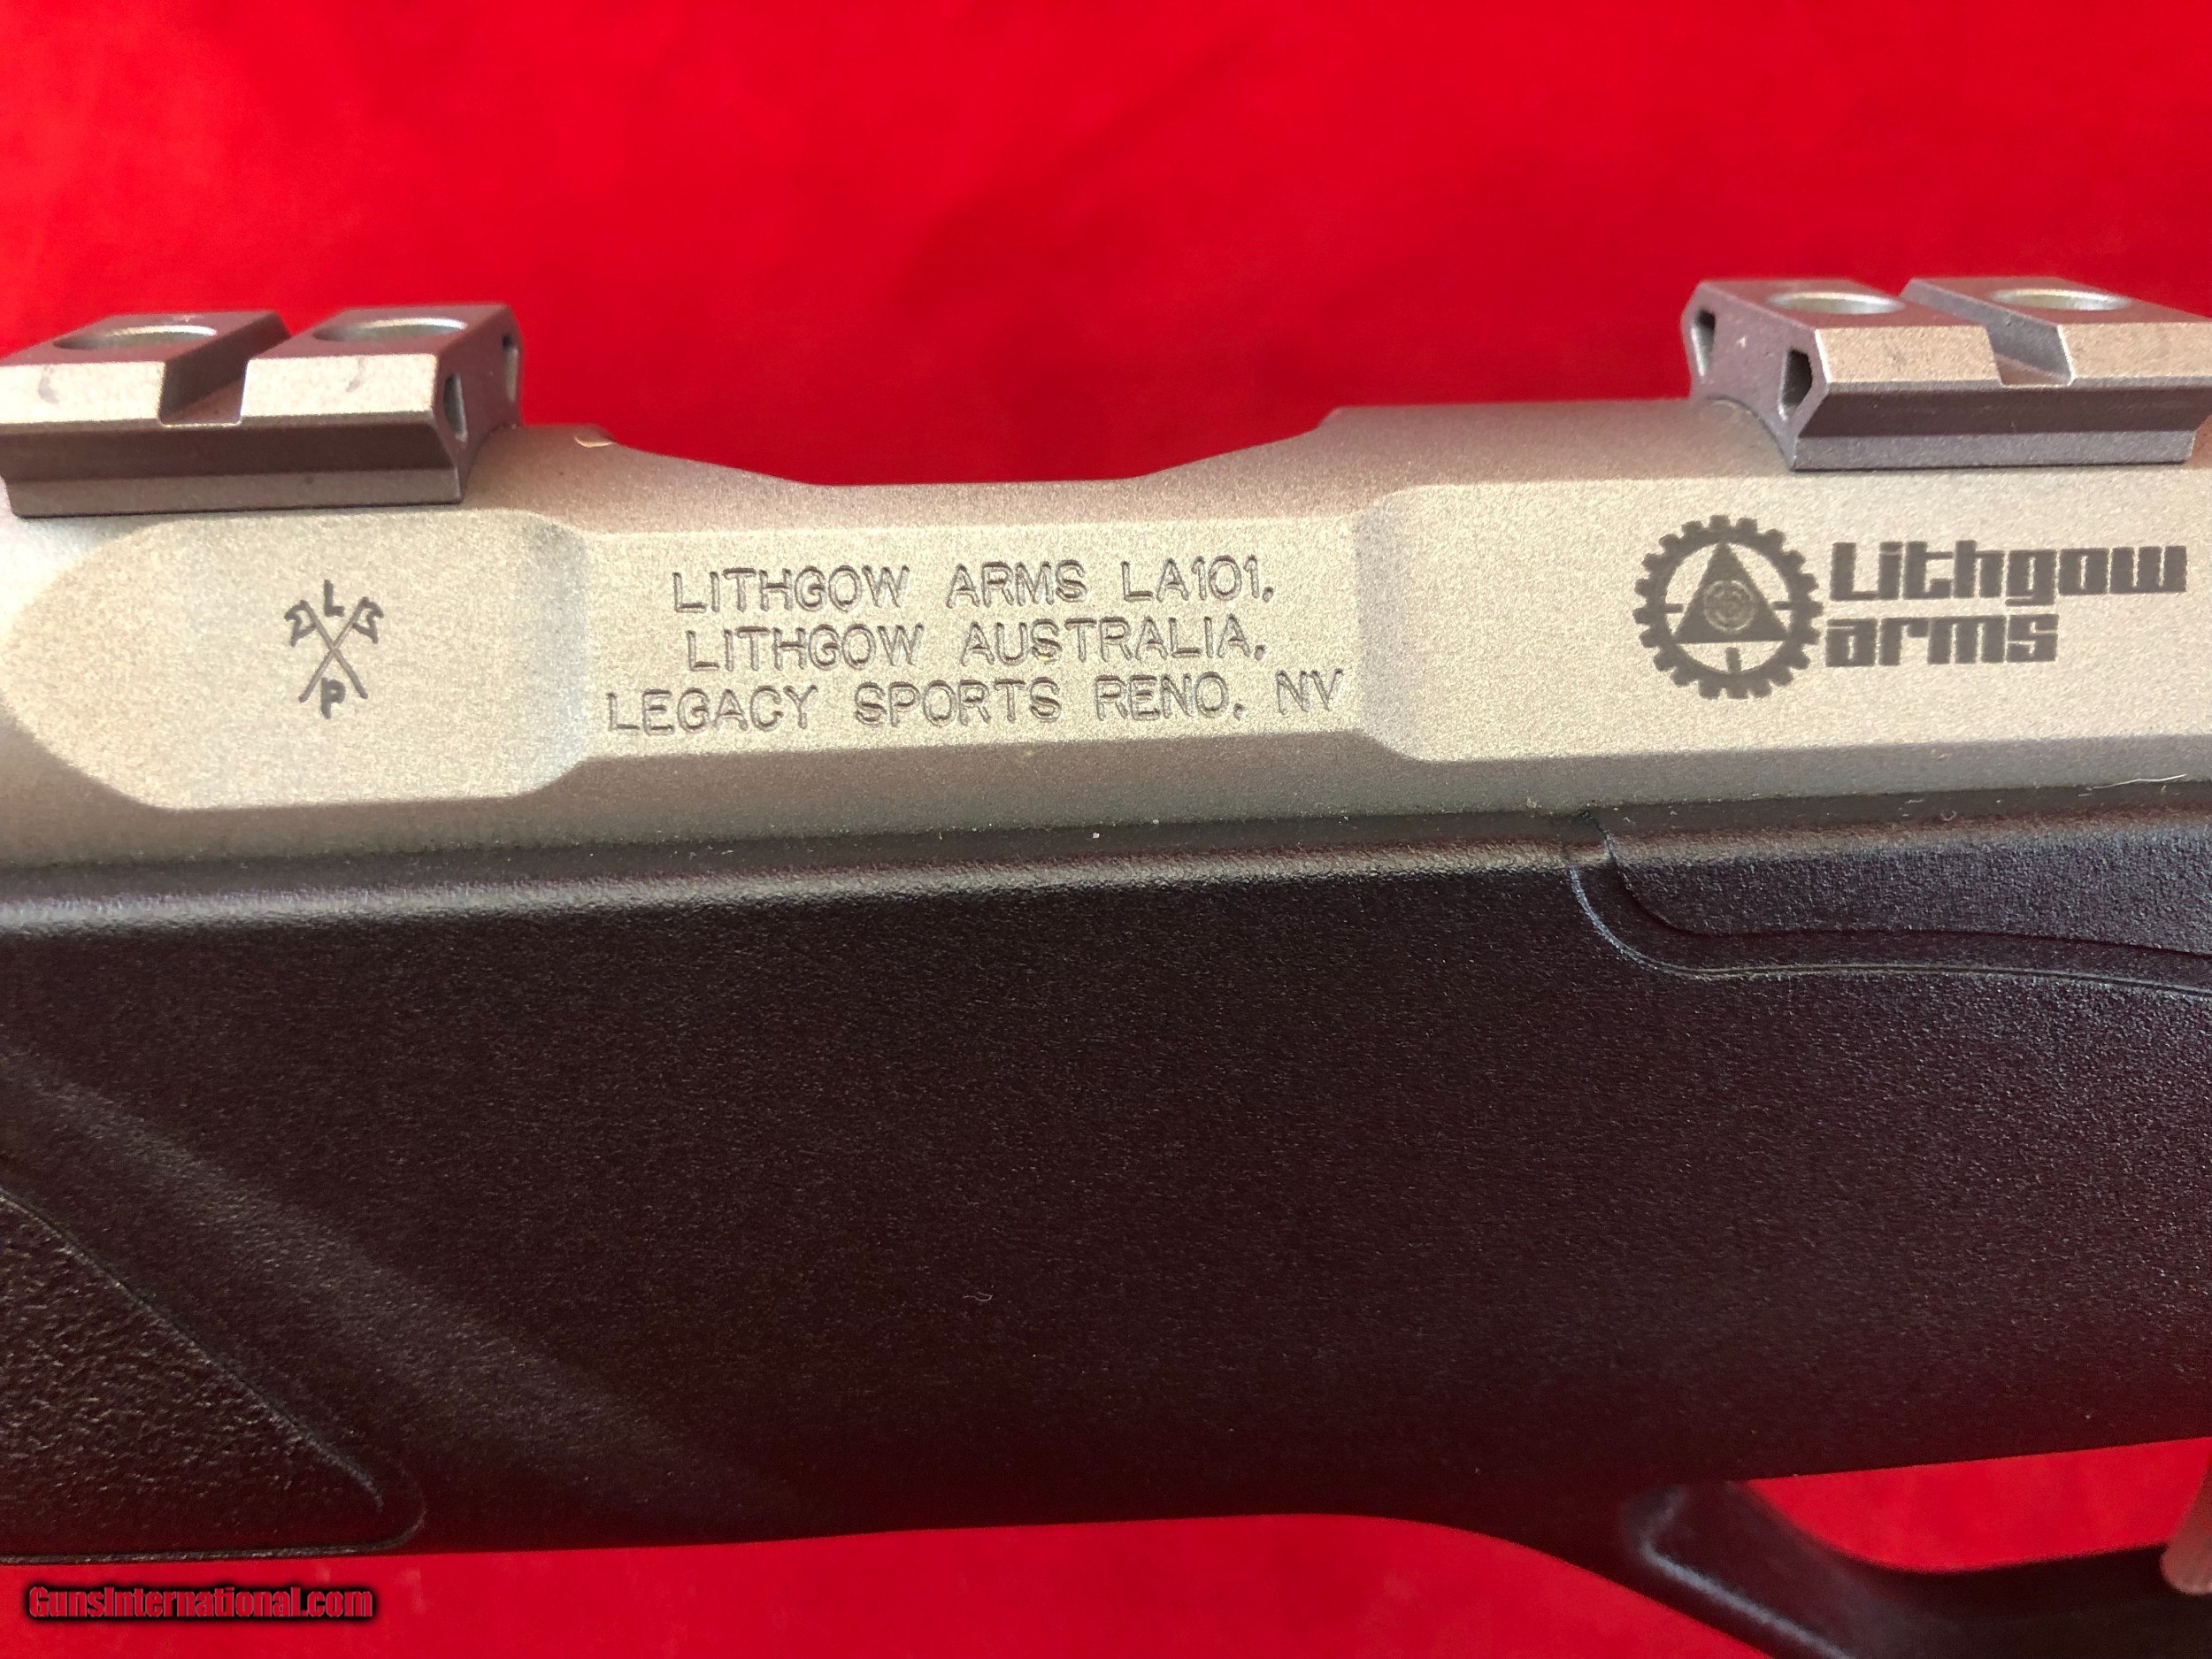 L
P
LITHGOW ARMS LA101,
LITHGOW AUSTRALIA,
LEGACY SPORTS RENO, NV
Lithgow
arms
GunsInternational.com